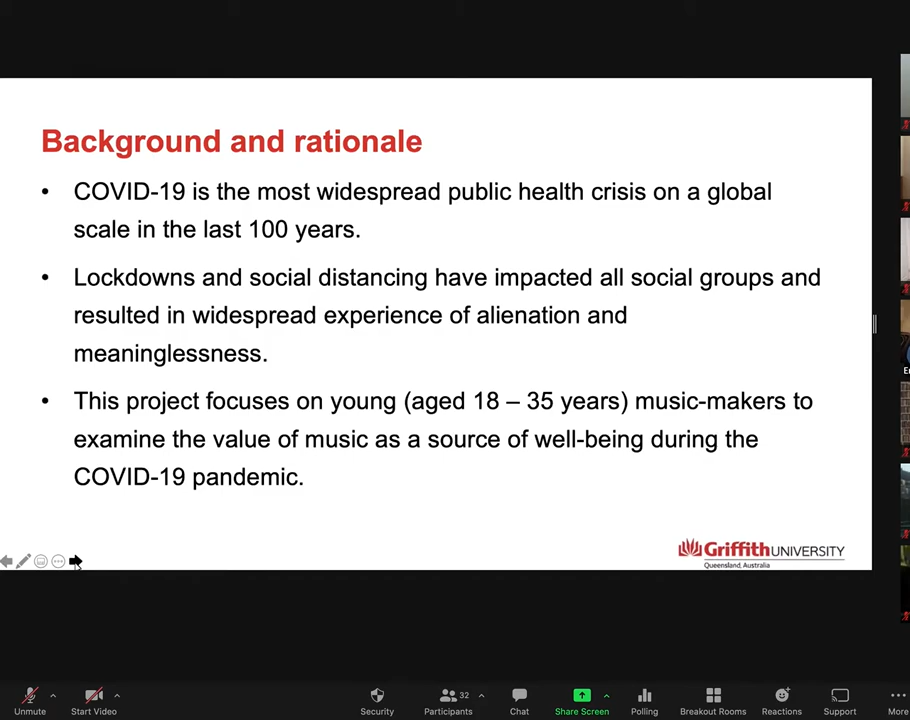 Background and rationale
• COVID-19 is the most widespread public health crisis on a global
scale in the last 100 years.
• Lockdowns and social distancing have impacted all social groups and
resulted in widespread experience of alienation and
meaninglessness.
• This project focuses on young (aged 18 – 35 years) music-makers to
examine the value of music as a source of well-being during the
COVID-19 pandemic.
Griffith UNIVERSITY
Queensland, Australia
32
Unmute
Start Video
Security
Participants
Chat
Share Screen
Polling
Breakout Rooms
Reactions
Support
More